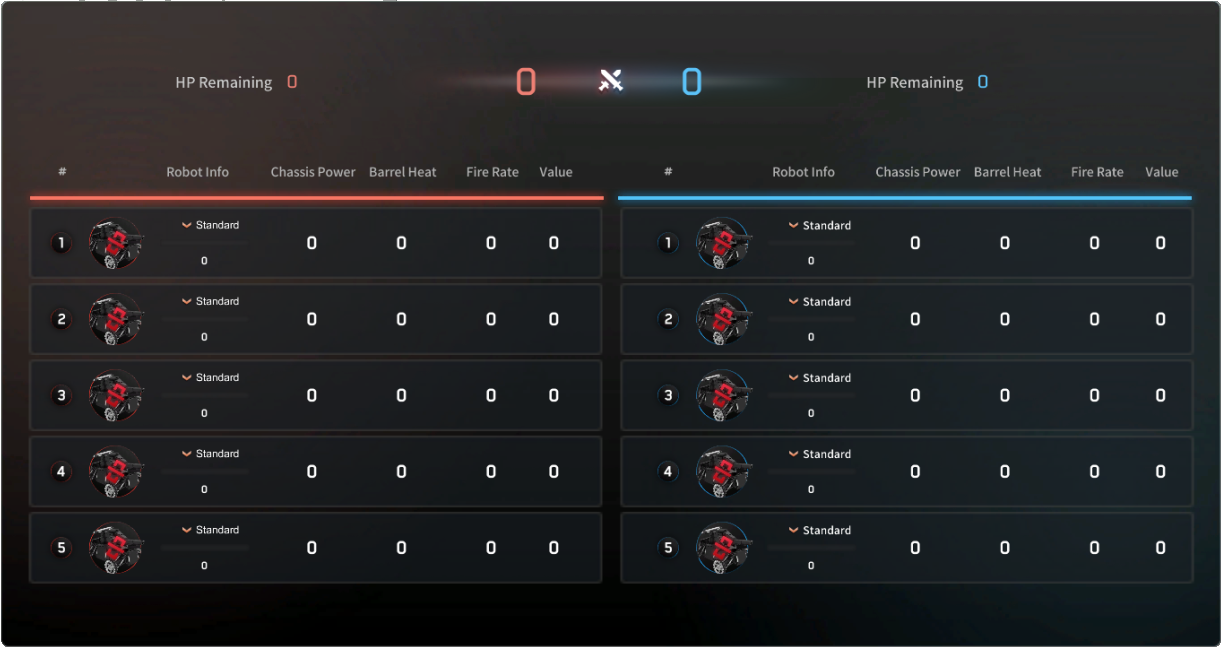 HP Remaining 0 0 0 HP Remaining 0
# Robot Info Chassis Power Barrel Heat Fire Rate Value
1 Standard 0 0 0 0 0
2 Standard 0 0 0 0 0
3 Standard 0 0 0 0 0
4 Standard 0 0 0 0 0
5 Standard 0 0 0 0 0
# Robot Info Chassis Power Barrel Heat Fire Rate Value
1 Standard 0 0 0 0 0
2 Standard 0 0 0 0 0
3 Standard 0 0 0 0 0
4 Standard 0 0 0 0 0
5 Standard 0 0 0 0 0